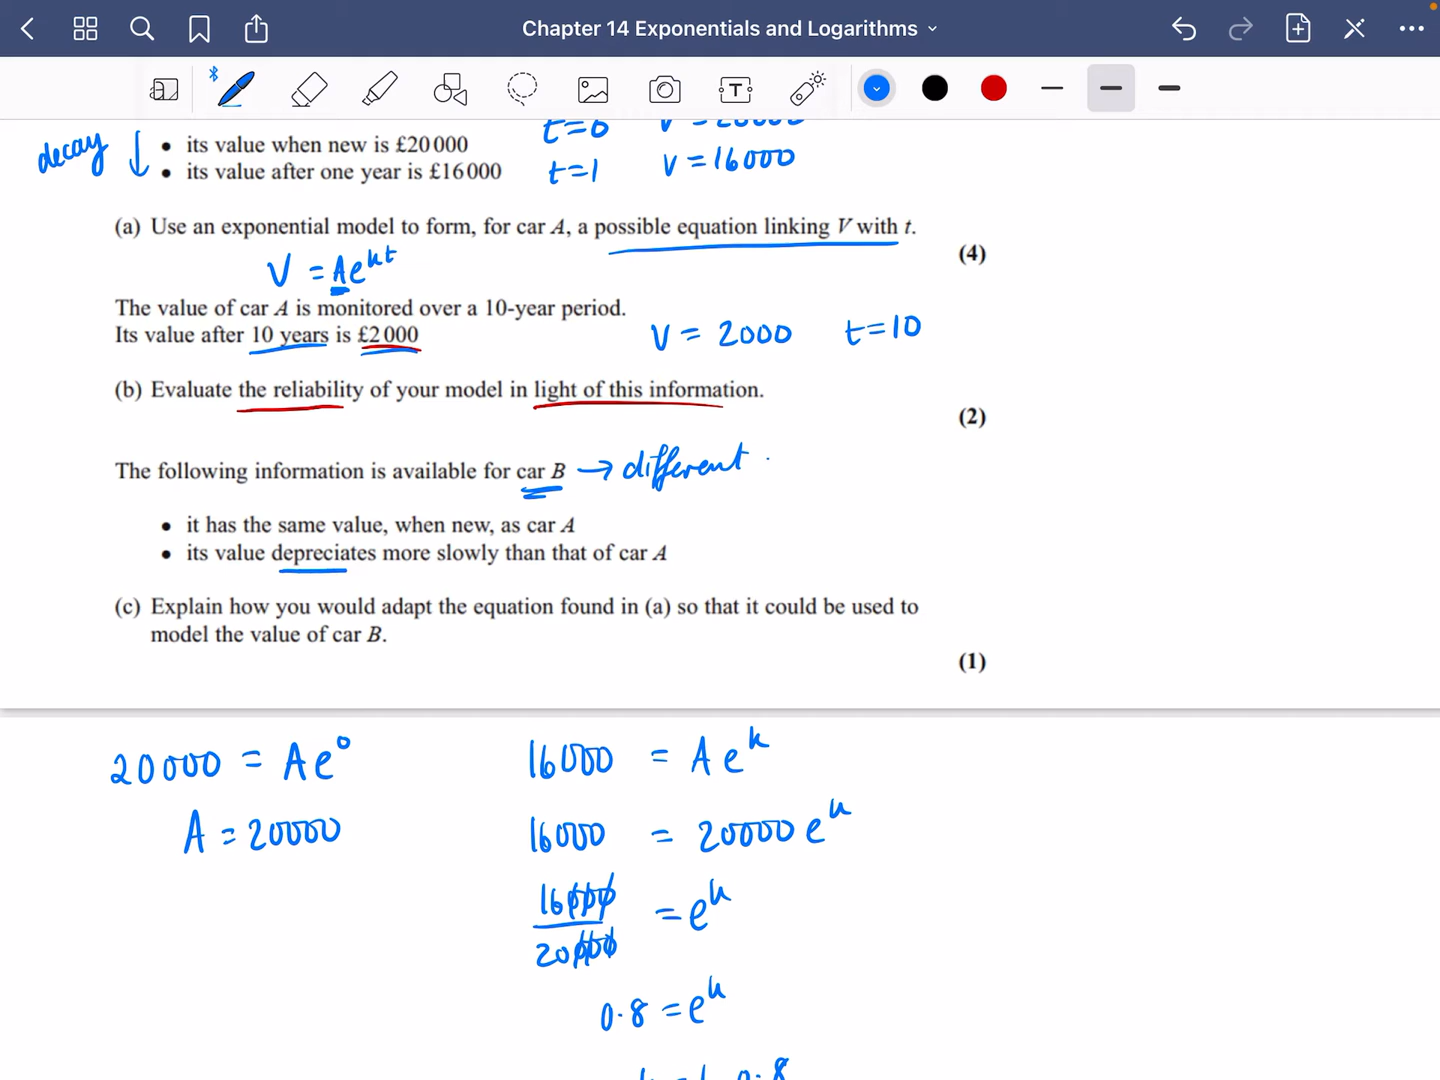 Chapter 14 Exponentials and Logarithms
decay
• its value when new is £20 000
t=0
• its value after one year is £16 000
t=1 V = 16000
(a) Use an exponential model to form, for car A, a possible equation linking V with t.
(4)
V = Ae^kt
The value of car A is monitored over a 10-year period.
Its value after 10 years is £2 000
V = 2000 t=10
(b) Evaluate the reliability of your model in light of this information.
(2)
The following information is available for car B → different
• it has the same value, when new, as car A
• its value depreciates more slowly than that of car A
(c) Explain how you would adapt the equation found in (a) so that it could be used to
model the value of car B.
(1)
20000 = Ae^0
16000 = Ae^k
A = 20000
16000 = 20000 e^k
16000/20000 = e^k
0.8 = e^k